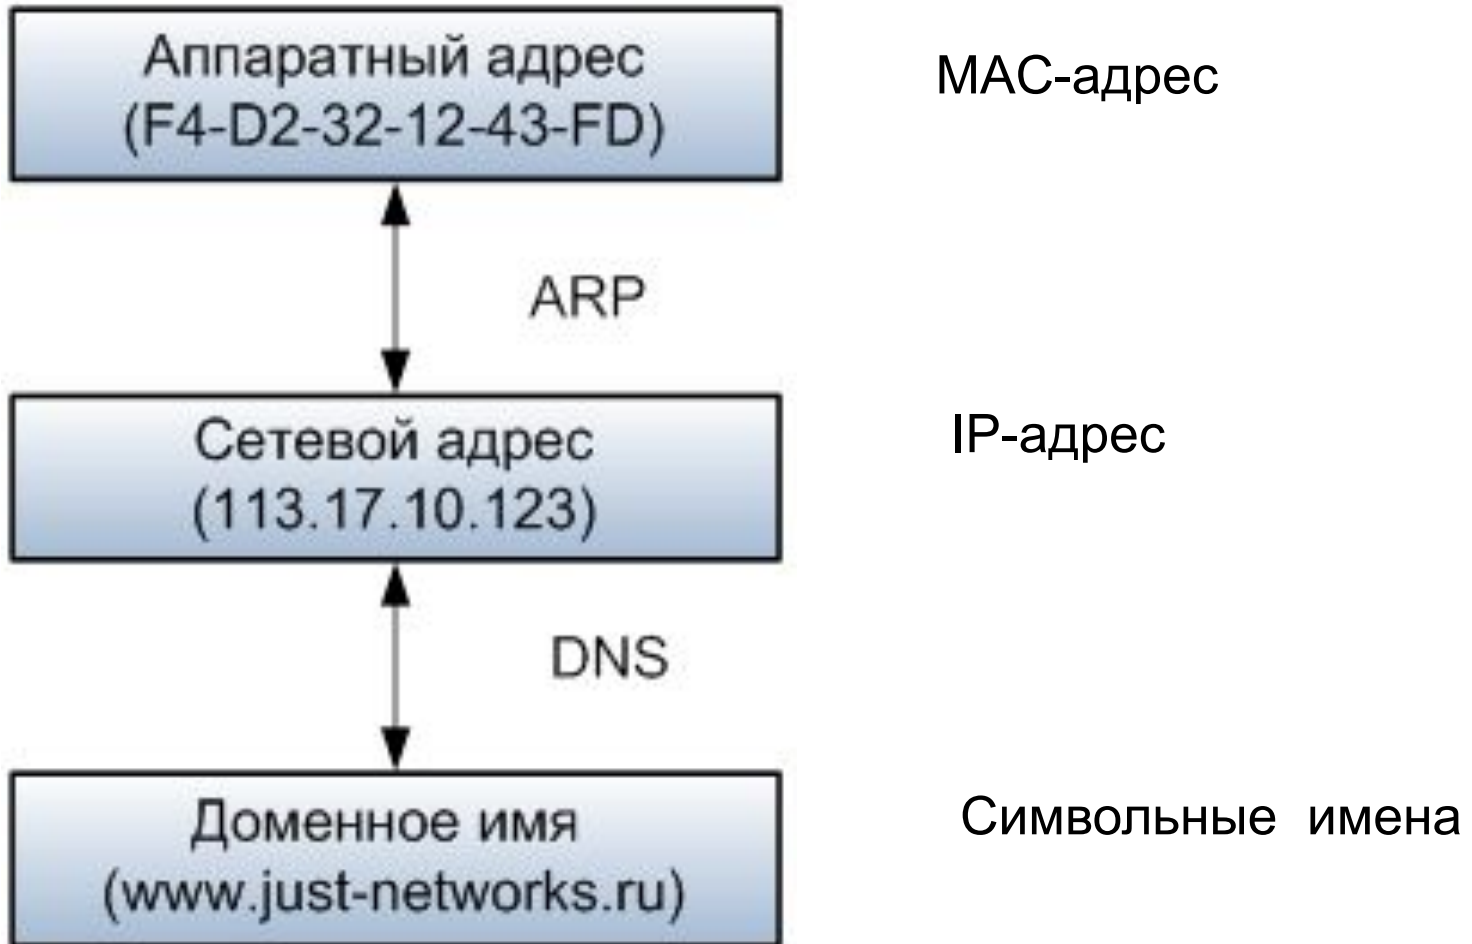 Аппаратный адрес
(F4-D2-32-12-43-FD)
MAC-адрес
ARP
Сетевой адрес
(113.17.10.123)
IP-адрес
DNS
Доменное имя
(www.just-networks.ru)
Символьные имена